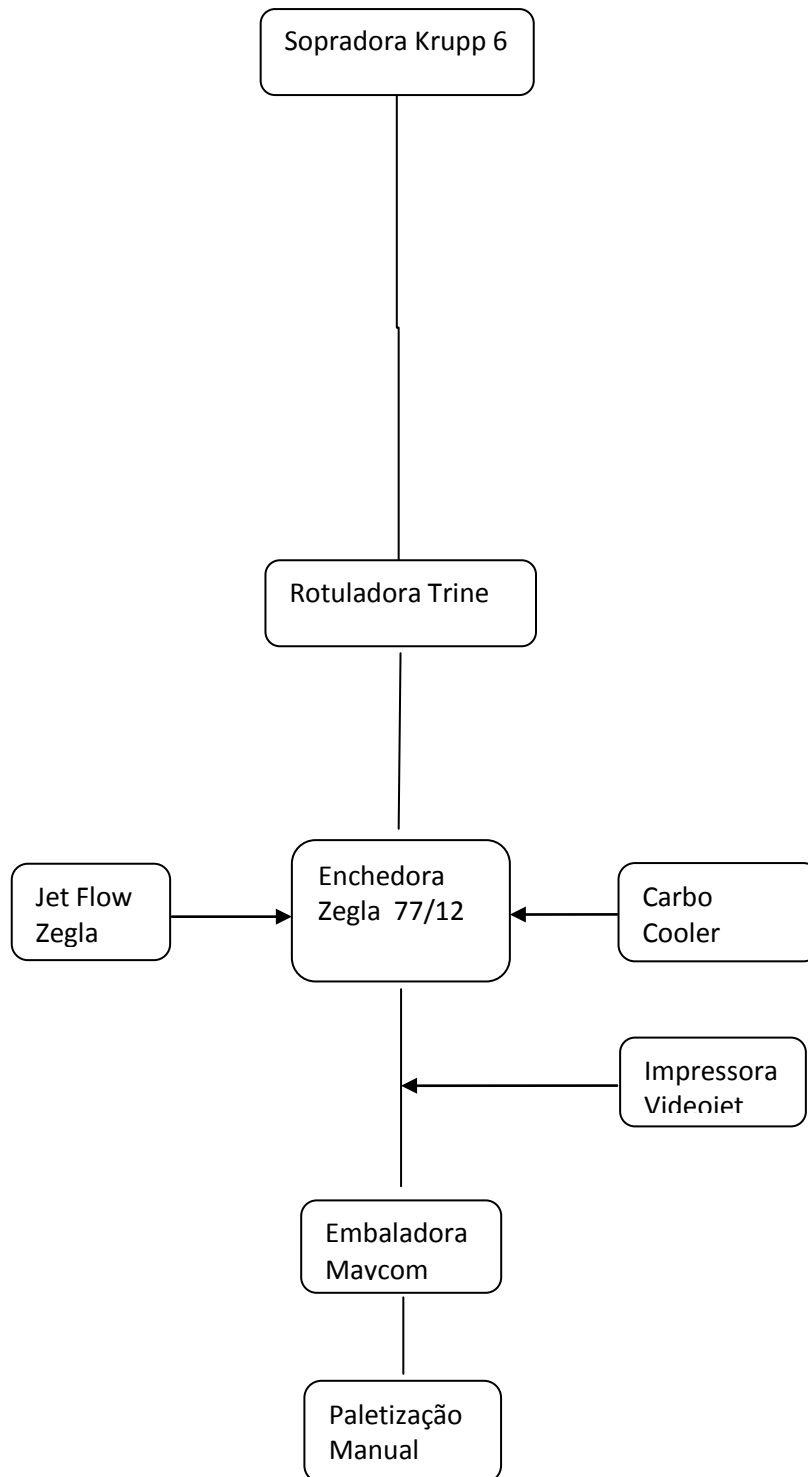 Sopradora Krupp 6
Rotuladora Trine
Enchedora
Zegla 77/12
Jet Flow
Zegla
Carbo
Cooler
Impressora
Videojet
Embaladora
Maycom
Paletização
Manual